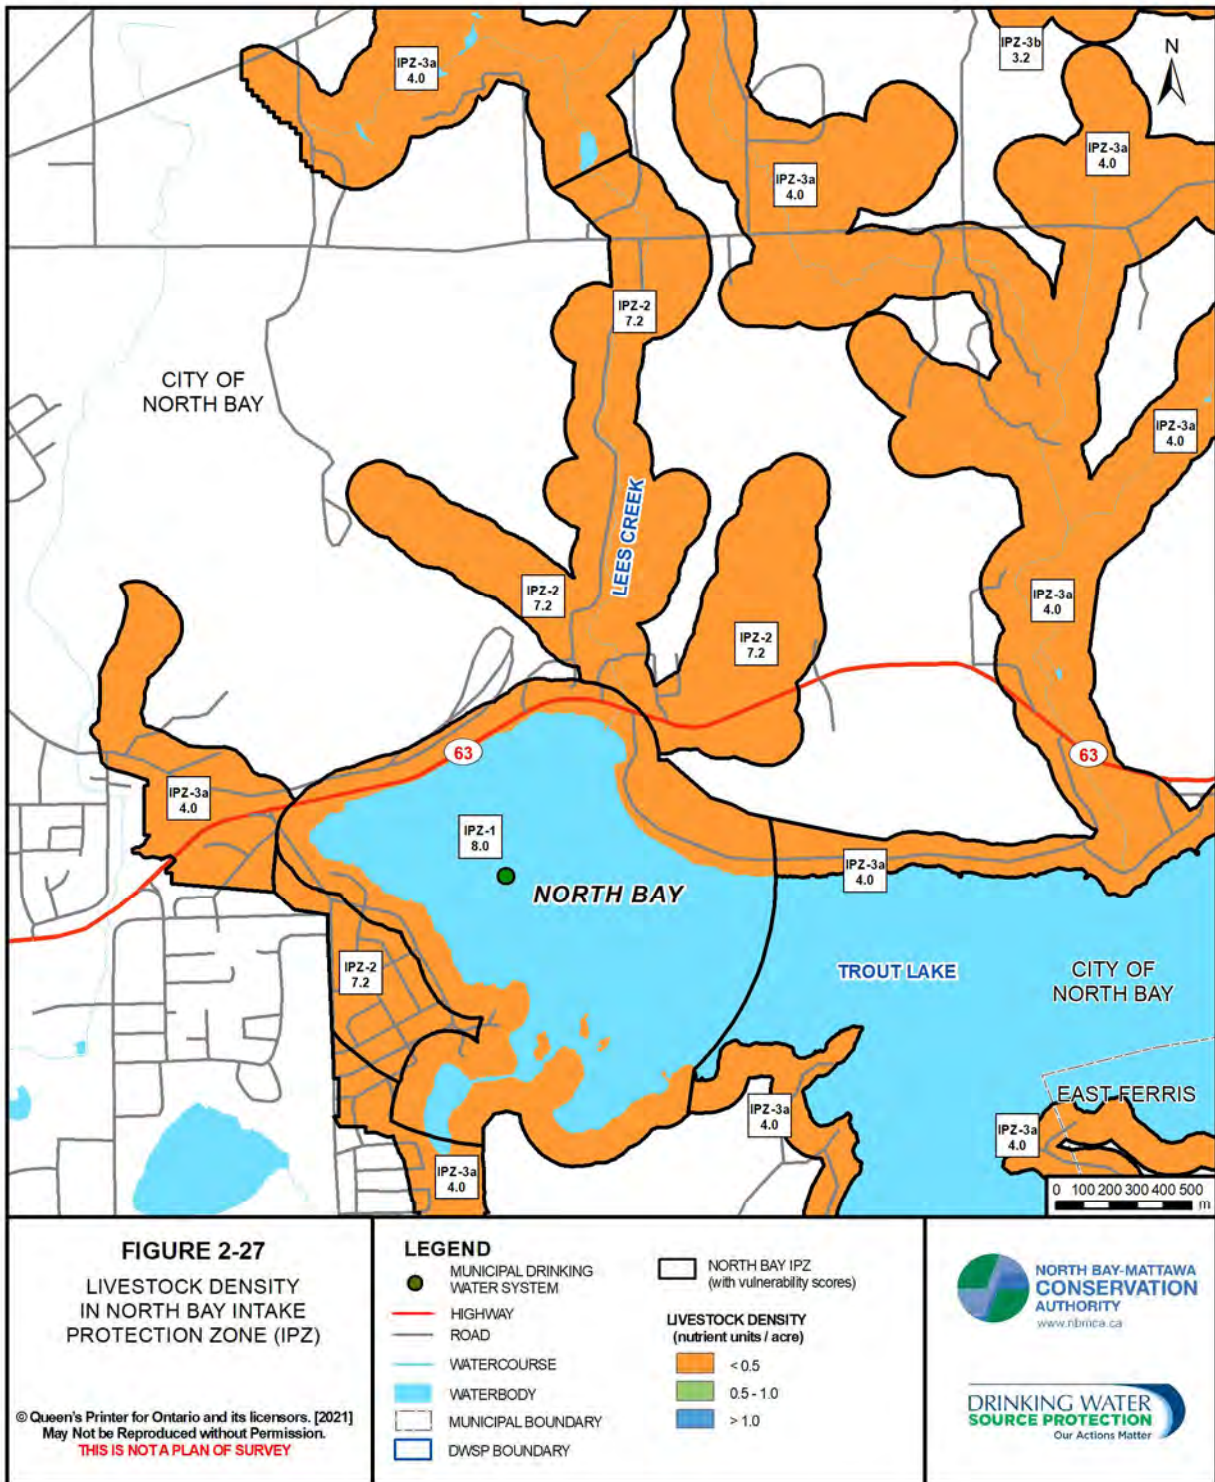 IPZ-3a
4.0
IPZ-3b
3.2
N
IPZ-3a
4.0
IPZ-3a
4.0
IPZ-2
7.2
CITY OF
NORTH BAY
IPZ-3a
4.0
LEES CREEK
IPZ-2
7.2
IPZ-3a
4.0
IPZ-2
7.2
63
63
IPZ-3a
4.0
IPZ-1
8.0
IPZ-3a
4.0
NORTH BAY
IPZ-2
7.2
TROUT LAKE
CITY OF
NORTH BAY
EAST FERRIS
IPZ-3a
4.0
IPZ-3a
4.0
IPZ-3a
4.0
0 100 200 300 400 500
m
FIGURE 2-27
LIVESTOCK DENSITY
IN NORTH BAY INTAKE
PROTECTION ZONE (IPZ)
© Queen's Printer for Ontario and its licensors. [2021]
May Not be Reproduced without Permission.
THIS IS NOT A PLAN OF SURVEY
LEGEND
MUNICIPAL DRINKING
WATER SYSTEM
HIGHWAY
ROAD
WATERCOURSE
WATERBODY
MUNICIPAL BOUNDARY
DWSP BOUNDARY
NORTH BAY IPZ
(with vulnerability scores)
LIVESTOCK DENSITY
(nutrient units / acre)
< 0.5
0.5 - 1.0
> 1.0
NORTH BAY-MATTAWA
CONSERVATION
AUTHORITY
www.nbmca.ca
DRINKING WATER
SOURCE PROTECTION
Our Actions Matter